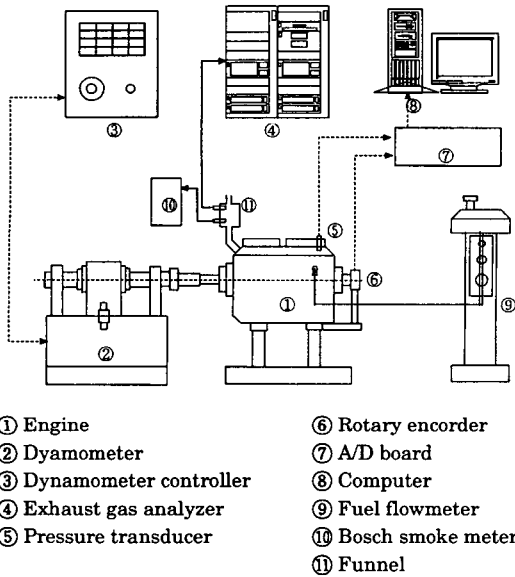 ③
④
⑧
⑦
⑩
⑪
⑤
⑥
①
②
⑨
① Engine
② Dyamometer
③ Dynamometer controller
④ Exhaust gas analyzer
⑤ Pressure transducer
⑥ Rotary encorder
⑦ A/D board
⑧ Computer
⑨ Fuel flowmeter
⑩ Bosch smoke meter
⑪ Funnel